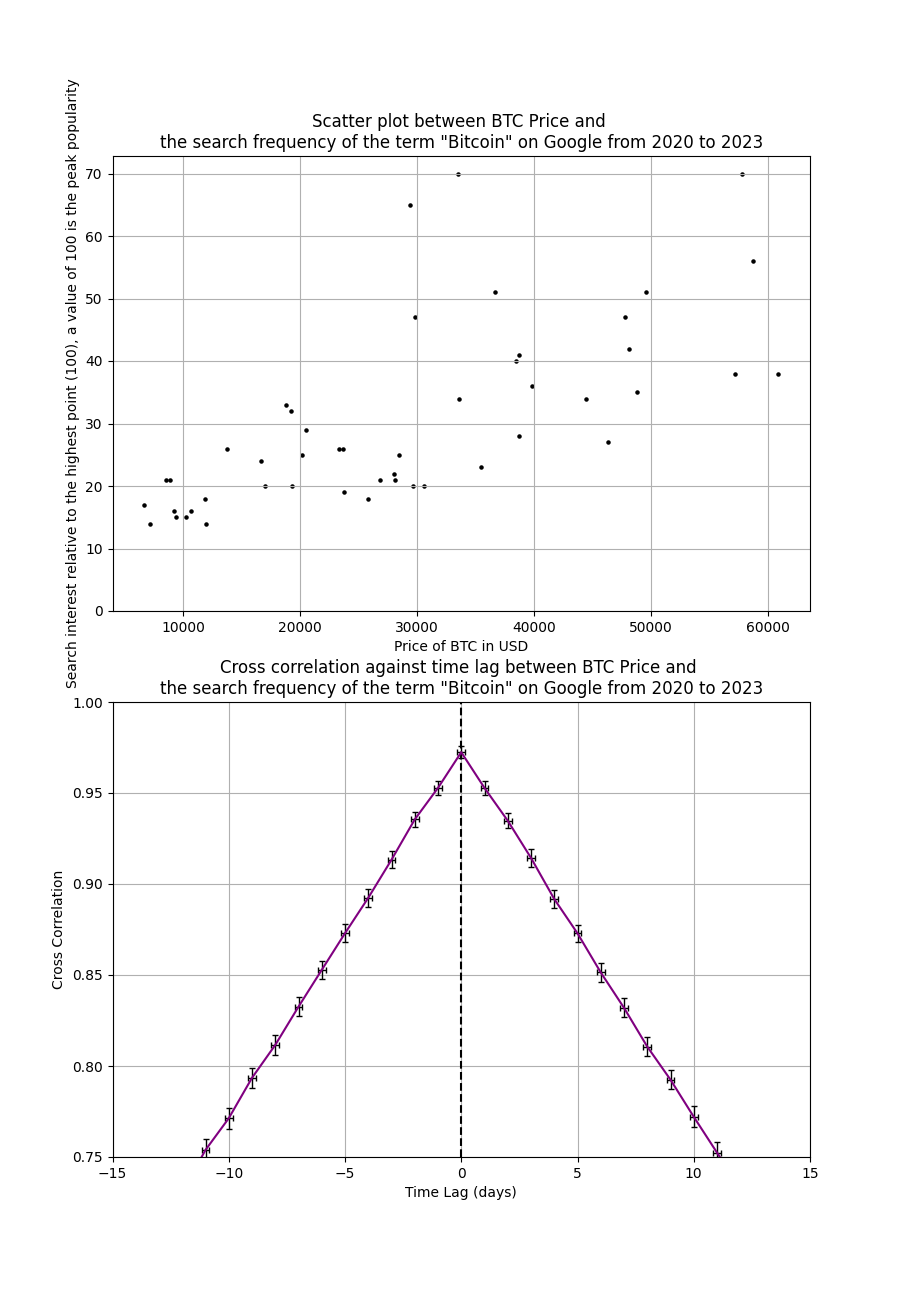 Scatter plot between BTC Price and
the search frequency of the term "Bitcoin" on Google from 2020 to 2023
Search interest relative to the highest point (100), a value of 100 is the peak popularity
70
60
50
40
30
20
10
0
10000 20000 30000 40000 50000 60000
Price of BTC in USD
Cross correlation against time lag between BTC Price and
the search frequency of the term "Bitcoin" on Google from 2020 to 2023
Cross Correlation
1.00
0.95
0.90
0.85
0.80
0.75
−15 −10 −5 0 5 10 15
Time Lag (days)